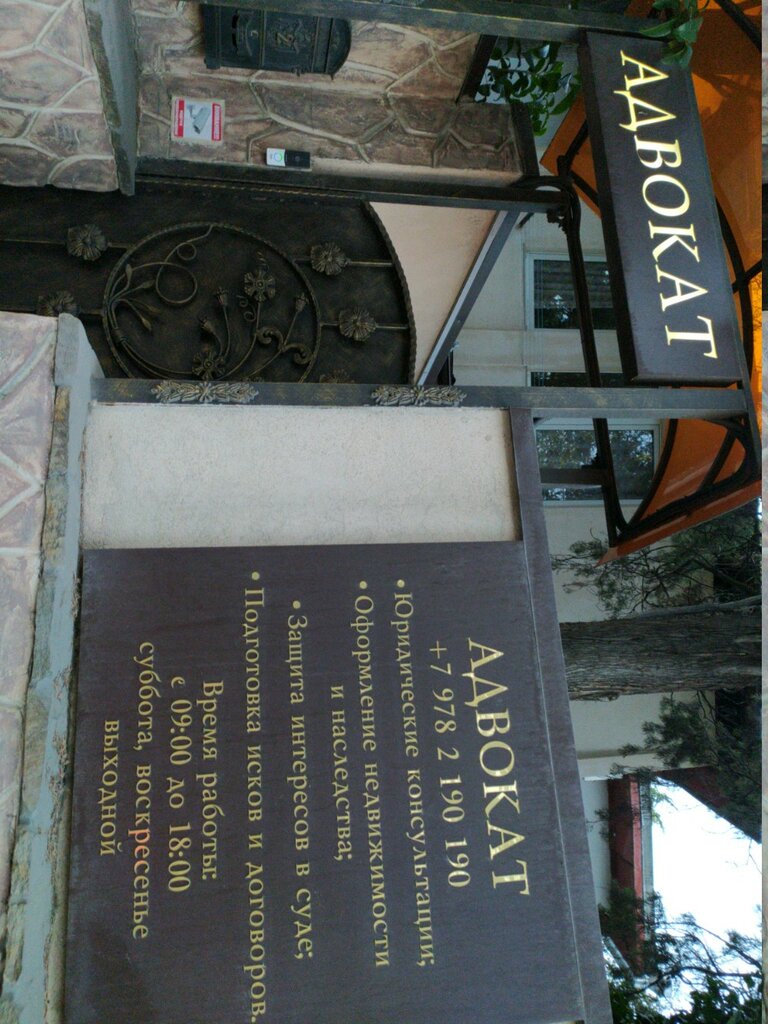 АДВОКАТ
АДВОКАТ
+7 978 2 190 190
• Юридические консультации;
• Оформление недвижимости
и наследства;
• Защита интересов в суде;
• Подготовка исков и договоров.
Время работы:
с 09:00 до 18:00
суббота, воскресенье
выходной